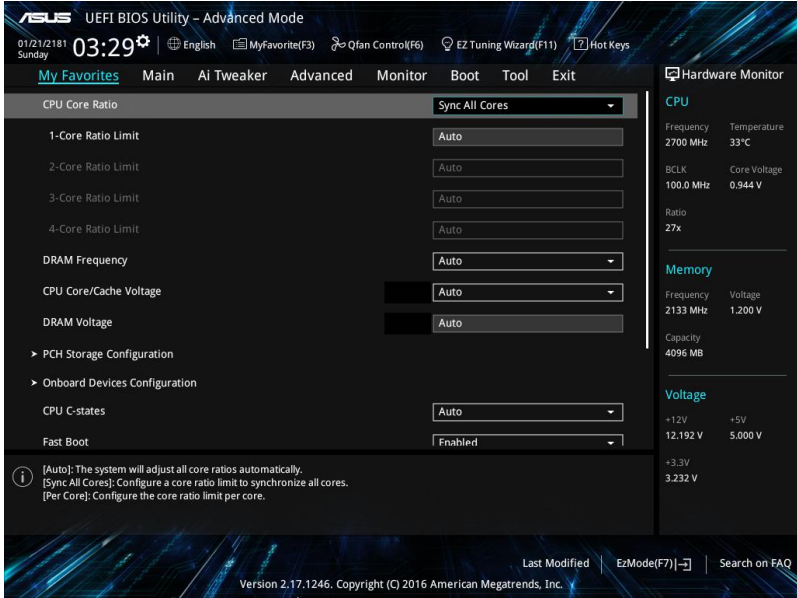 ASUS UEFI BIOS Utility – Advanced Mode
01/21/2181 Sunday 03:29 English MyFavorite(F3) Qfan Control(F6) EZ Tuning Wizard(F11) ? Hot Keys
My Favorites Main Ai Tweaker Advanced Monitor Boot Tool Exit
CPU Core Ratio Sync All Cores
1-Core Ratio Limit Auto
2-Core Ratio Limit Auto
3-Core Ratio Limit Auto
4-Core Ratio Limit Auto
DRAM Frequency Auto
CPU Core/Cache Voltage Auto
DRAM Voltage Auto
> PCH Storage Configuration
> Onboard Devices Configuration
CPU C-states Auto
Fast Boot Enabled
i
[Auto]: The system will adjust all core ratios automatically.
[Sync All Cores]: Configure a core ratio limit to synchronize all cores.
[Per Core]: Configure the core ratio limit per core.
Hardware Monitor
CPU
Frequency Temperature
2700 MHz 33°C
BCLK Core Voltage
100.0 MHz 0.944 V
Ratio
27x
Memory
Frequency Voltage
2133 MHz 1.200 V
Capacity
4096 MB
Voltage
+12V +5V
12.192 V 5.000 V
+3.3V
3.232 V
Last Modified EzMode(F7) Search on FAQ
Version 2.17.1246. Copyright (C) 2016 American Megatrends, Inc.